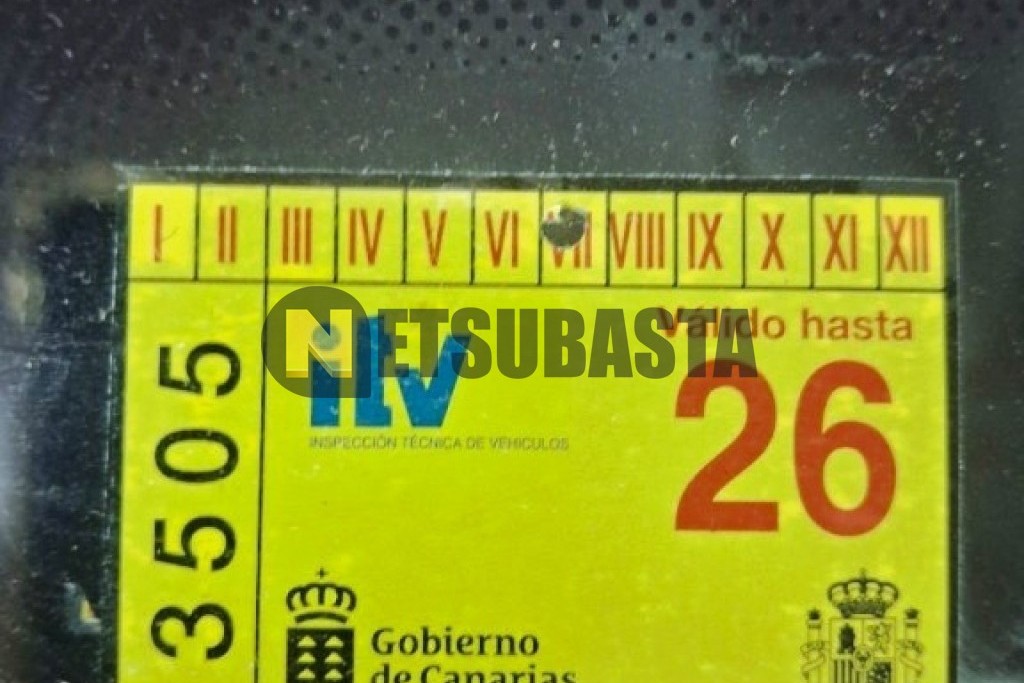 I II III IV V VI VII VIII IX X XI XII
3505
itv
NETSUBASTA
Válido hasta
26
INSPECCIÓN TÉCNICA DE VEHICULOS
Gobierno
de Canarias